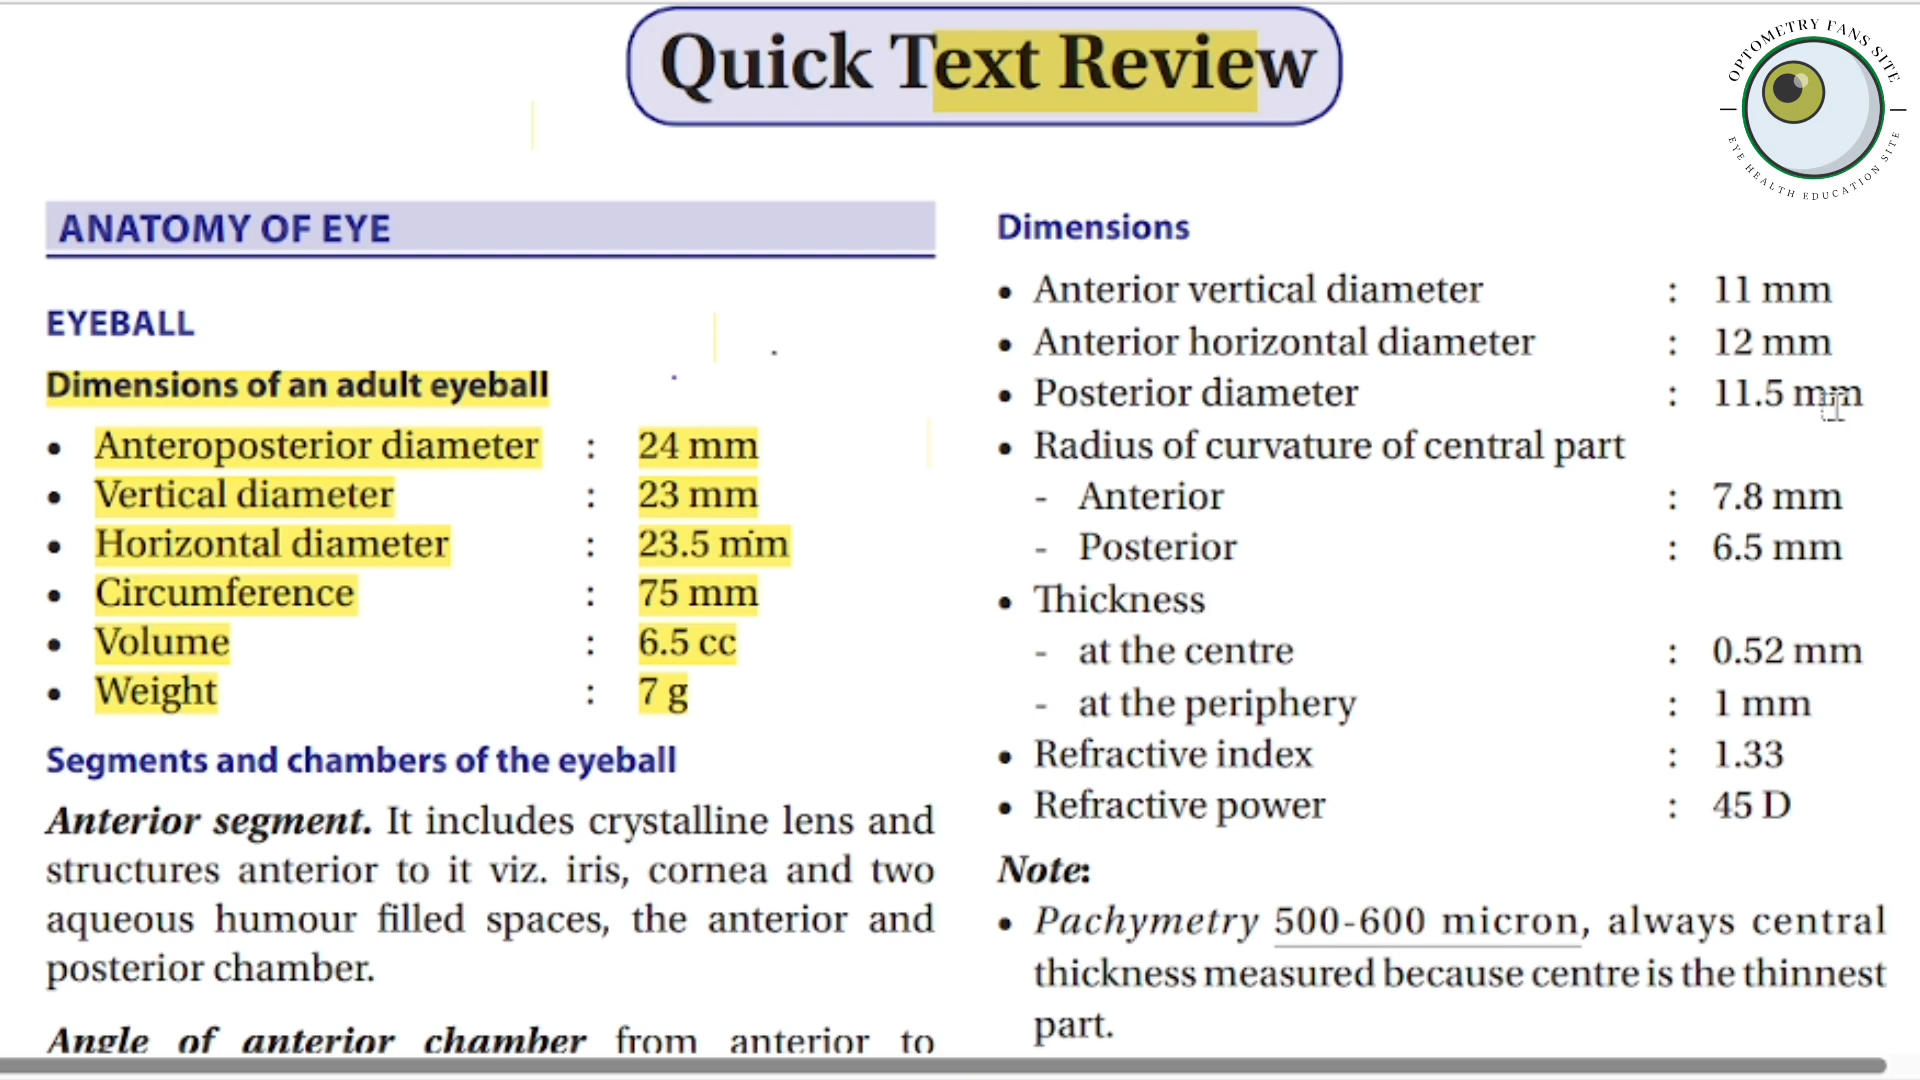 Quick Text Review
OPTOMETRY FANS SITE
EYE HEALTH EDUCATION SITE
ANATOMY OF EYE
EYEBALL
Dimensions of an adult eyeball
• Anteroposterior diameter : 24 mm
• Vertical diameter : 23 mm
• Horizontal diameter : 23.5 mm
• Circumference : 75 mm
• Volume : 6.5 cc
• Weight : 7 g
Segments and chambers of the eyeball
Anterior segment. It includes crystalline lens and
structures anterior to it viz. iris, cornea and two
aqueous humour filled spaces, the anterior and
posterior chamber.
Angle of anterior chamber from anterior to
Dimensions
• Anterior vertical diameter : 11 mm
• Anterior horizontal diameter : 12 mm
• Posterior diameter : 11.5 mm
• Radius of curvature of central part
- Anterior : 7.8 mm
- Posterior : 6.5 mm
• Thickness
- at the centre : 0.52 mm
- at the periphery : 1 mm
• Refractive index : 1.33
• Refractive power : 45 D
Note:
• Pachymetry 500-600 micron, always central
thickness measured because centre is the thinnest
part.